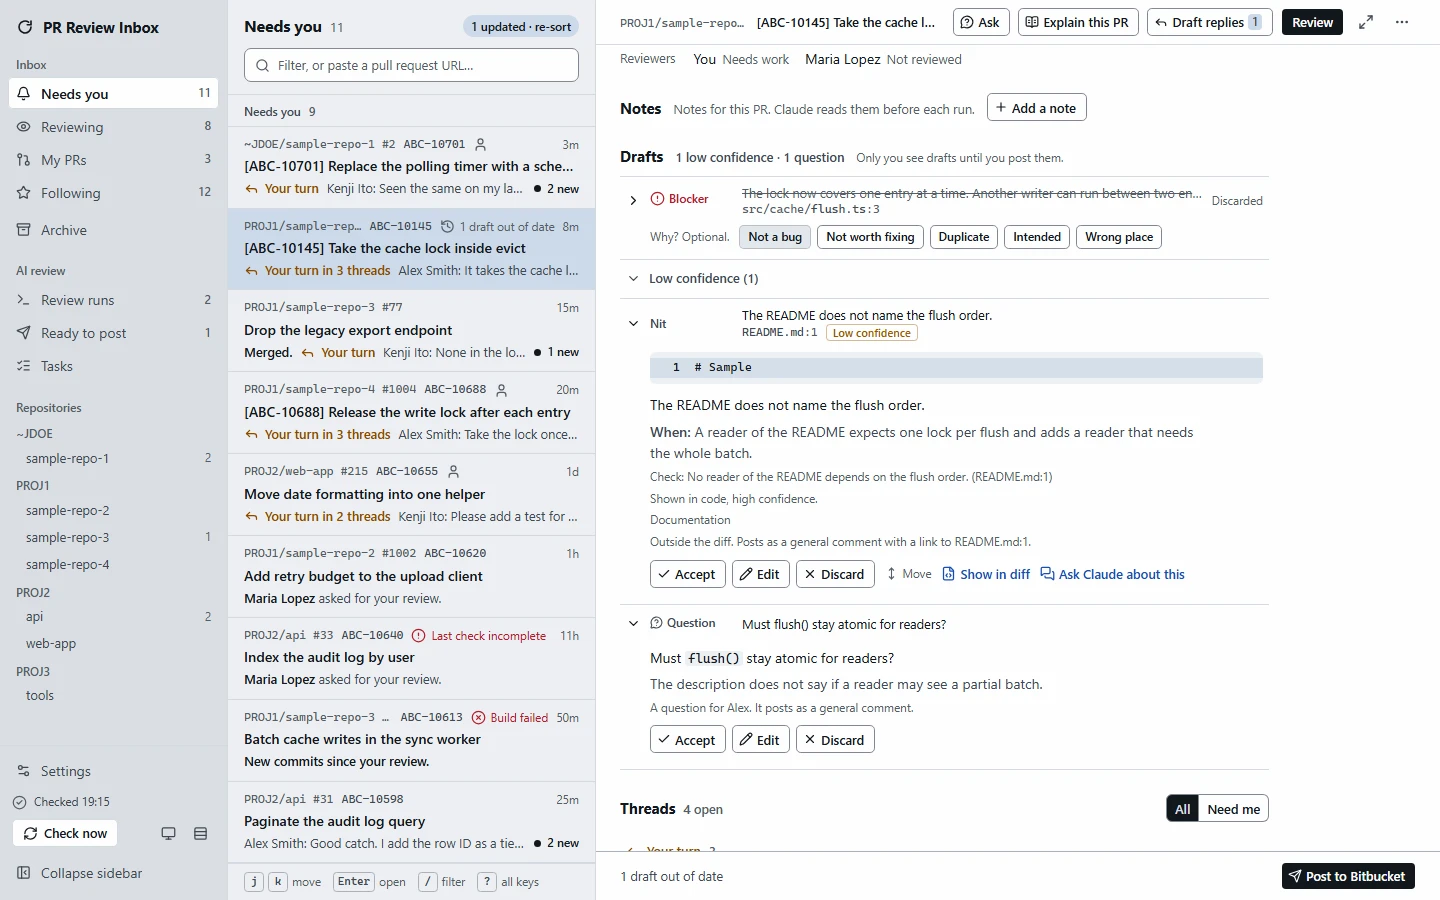 PR Review Inbox
Inbox
Needs you 11
Reviewing 8
My PRs 3
Following 12
Archive
AI review
Review runs 2
Ready to post 1
Tasks
Repositories
~JDOE
sample-repo-1 2
PROJ1
sample-repo-2
sample-repo-3 1
sample-repo-4
PROJ2
api 2
web-app
PROJ3
tools
Settings
Checked 19:15
Check now
Collapse sidebar
Needs you 11
1 updated · re-sort
Filter, or paste a pull request URL...
Needs you 9
~JDOE/sample-repo-1 #2 ABC-10701 3m
[ABC-10701] Replace the polling timer with a sche...
Your turn Kenji Ito: Seen the same on my la... 2 new
PROJ1/sample-rep... ABC-10145 1 draft out of date 8m
[ABC-10145] Take the cache lock inside evict
Your turn in 3 threads Alex Smith: It takes the cache l...
PROJ1/sample-repo-3 #77 15m
Drop the legacy export endpoint
Merged. Your turn Kenji Ito: None in the lo... 1 new
PROJ1/sample-repo-4 #1004 ABC-10688 20m
[ABC-10688] Release the write lock after each entry
Your turn in 3 threads Alex Smith: Take the lock once...
PROJ2/web-app #215 ABC-10655 1d
Move date formatting into one helper
Your turn in 2 threads Kenji Ito: Please add a test for ...
PROJ1/sample-repo-2 #1002 ABC-10620 1h
Add retry budget to the upload client
Maria Lopez asked for your review.
PROJ2/api #33 ABC-10640 Last check incomplete 11h
Index the audit log by user
Maria Lopez asked for your review.
PROJ1/sample-repo-3 ... ABC-10613 Build failed 50m
Batch cache writes in the sync worker
New commits since your review.
PROJ2/api #31 ABC-10598 25m
Paginate the audit log query
Alex Smith: Good catch. I add the row ID as a tie... 2 new
j k move Enter open / filter ? all keys
PROJ1/sample-repo... [ABC-10145] Take the cache l... Ask Explain this PR Draft replies 1 Review
Reviewers You Needs work Maria Lopez Not reviewed
Notes Notes for this PR. Claude reads them before each run. Add a note
Drafts 1 low confidence · 1 question Only you see drafts until you post them.
Blocker The lock now covers one entry at a time. Another writer can run between two en... Discarded
src/cache/flush.ts:3
Why? Optional. Not a bug Not worth fixing Duplicate Intended Wrong place
Low confidence (1)
Nit The README does not name the flush order.
README.md:1 Low confidence
1 # Sample
The README does not name the flush order.
When: A reader of the README expects one lock per flush and adds a reader that needs
the whole batch.
Check: No reader of the README depends on the flush order. (README.md:1)
Shown in code, high confidence.
Documentation
Outside the diff. Posts as a general comment with a link to README.md:1.
Accept Edit Discard Move Show in diff Ask Claude about this
Question Must flush() stay atomic for readers?
Must flush() stay atomic for readers?
The description does not say if a reader may see a partial batch.
A question for Alex. It posts as a general comment.
Accept Edit Discard
Threads 4 open All Need me
Your turn 2
1 draft out of date Post to Bitbucket